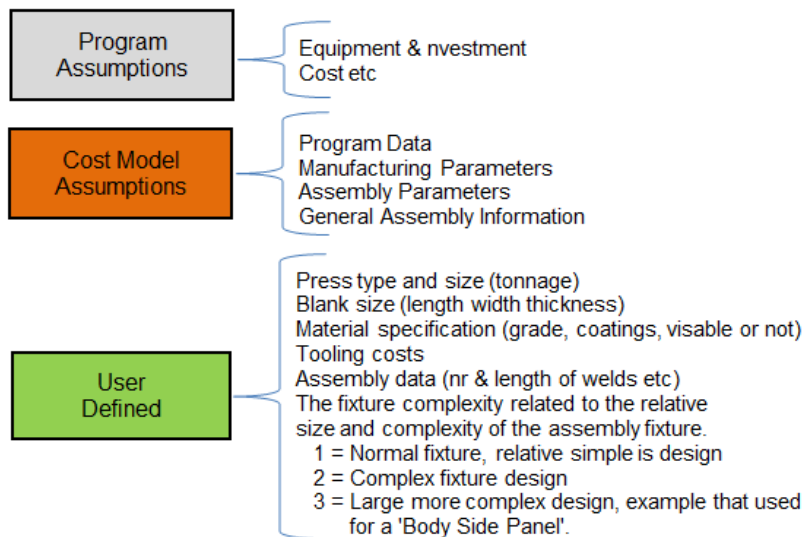 Program
Assumptions
Equipment & nvestment
Cost etc
Cost Model
Assumptions
Program Data
Manufacturing Parameters
Assembly Parameters
General Assembly Information
User
Defined
Press type and size (tonnage)
Blank size (length width thickness)
Material specification (grade, coatings, visable or not)
Tooling costs
Assembly data (nr & length of welds etc)
The fixture complexity related to the relative
size and complexity of the assembly fixture.
1 = Normal fixture, relative simple is design
2 = Complex fixture design
3 = Large more complex design, example that used
for a 'Body Side Panel'.